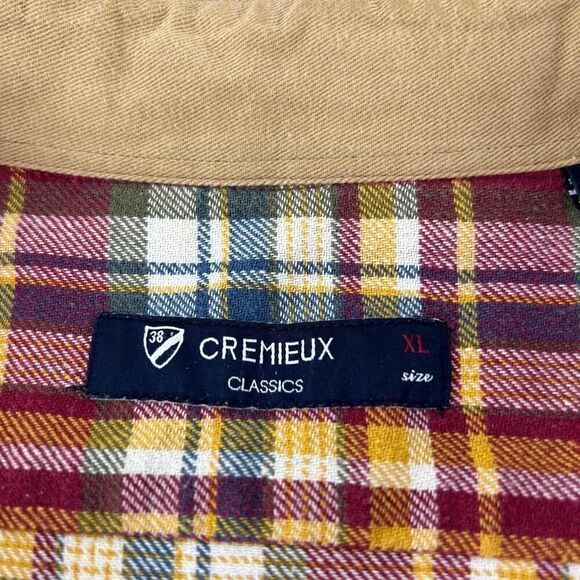 38
CREMIEUX
CLASSICS
XL
size